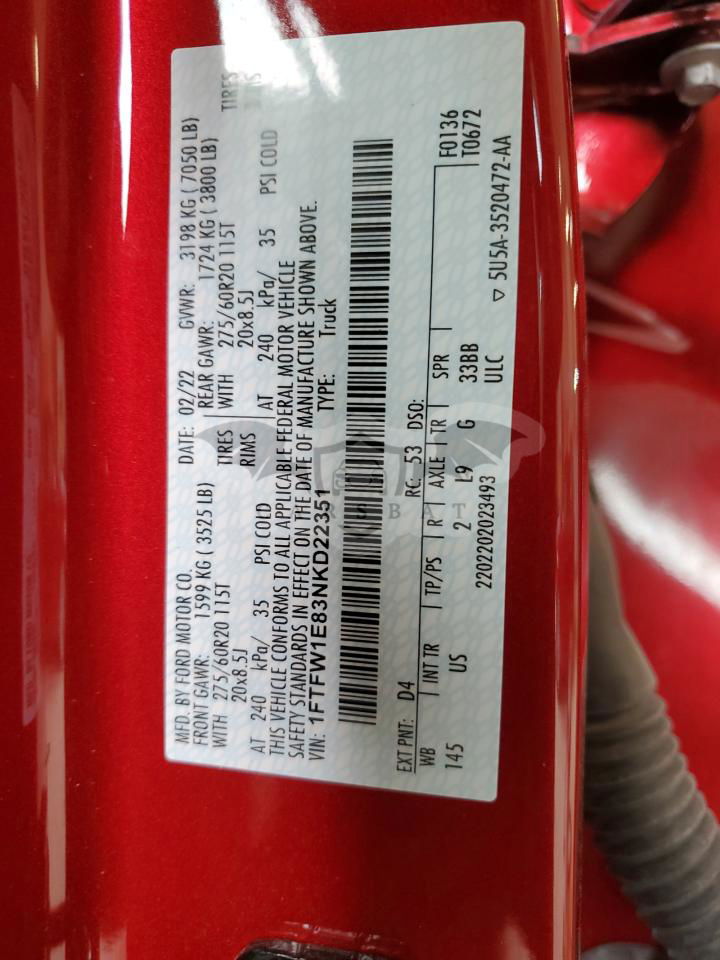 MFD. BY FORD MOTOR CO. DATE: 02/22 GVWR: 3198 KG ( 7050 LB)
FRONT GAWR: 1599 KG ( 3525 LB) REAR GAWR: 1724 KG ( 3800 LB)
WITH 275/60R20 115T TIRES WITH 275/60R20 115T TIRES
20x8.5J RIMS 20x8.5J
AT 240 kPa/ 35 PSI COLD AT 240 kPa/ 35 PSI COLD
THIS VEHICLE CONFORMS TO ALL APPLICABLE FEDERAL MOTOR VEHICLE
SAFETY STANDARDS IN EFFECT ON THE DATE OF MANUFACTURE SHOWN ABOVE.
VIN: 1FTFW1E83NKD22351 TYPE: Truck
EXT PNT: D4 RC: 53 DSO: F0136
WB INT TR TP/PS R AXLE TR SPR T0672
145 US 2 L9 G 33BB
2202202023493 ULC ▽ 5U5A-3520472-AA
RSBAT